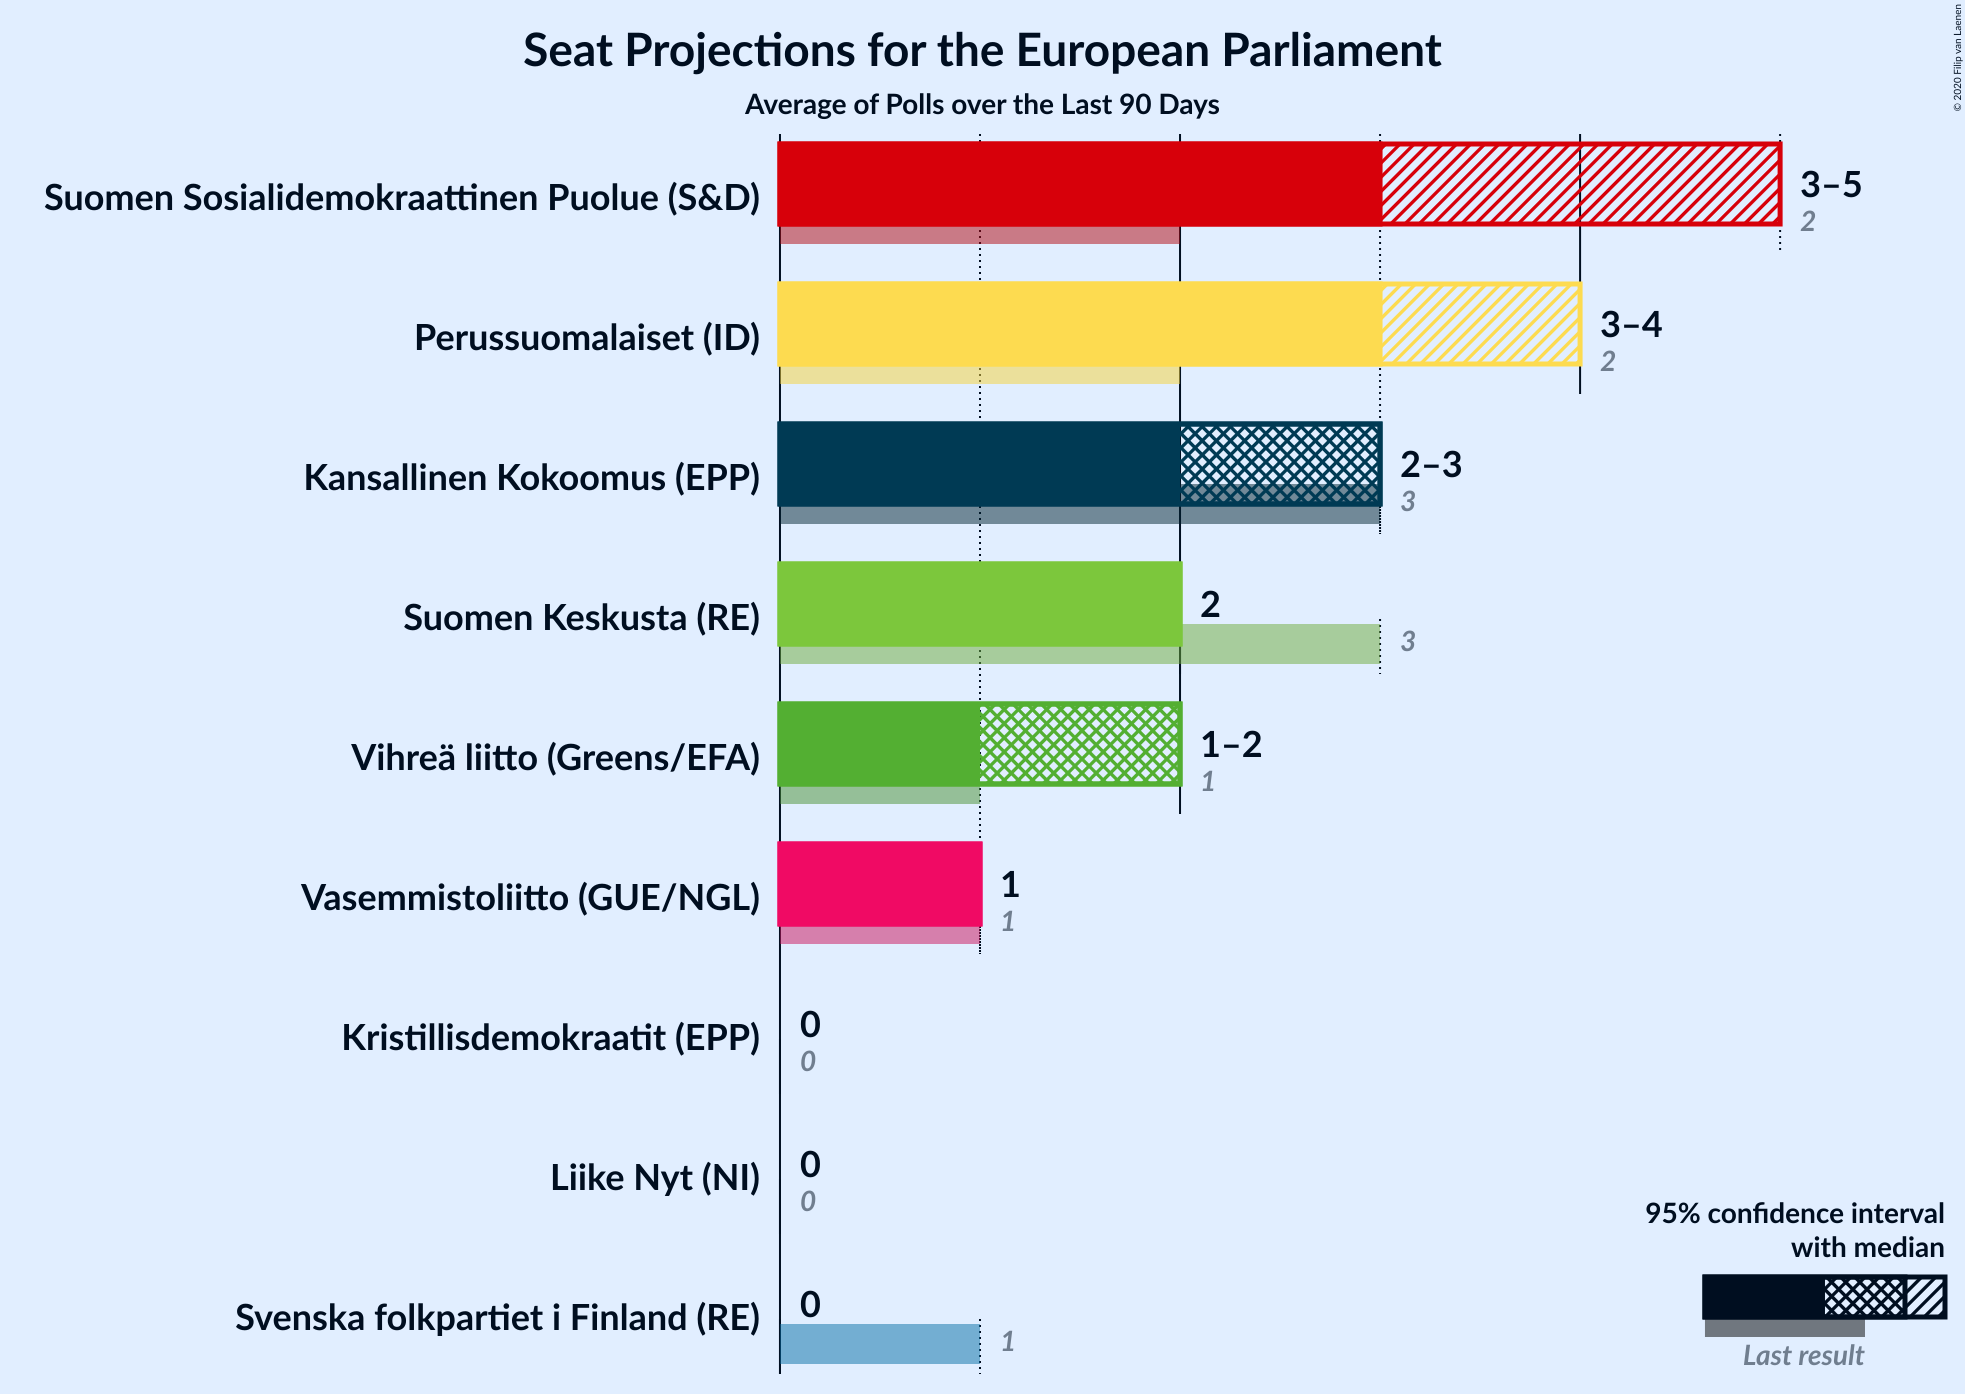 Seat Projections for the European Parliament
Average of Polls over the Last 90 Days
© 2020 Filip van Laenen
Suomen Sosialidemokraattinen Puolue (S&D)
3–5
2
Perussuomalaiset (ID)
3–4
2
Kansallinen Kokoomus (EPP)
2–3
3
Suomen Keskusta (RE)
2
3
Vihreä liitto (Greens/EFA)
1–2
1
Vasemmistoliitto (GUE/NGL)
1
1
Kristillisdemokraatit (EPP)
0
0
Liike Nyt (NI)
0
0
Svenska folkpartiet i Finland (RE)
0
1
95% confidence interval
with median
Last result